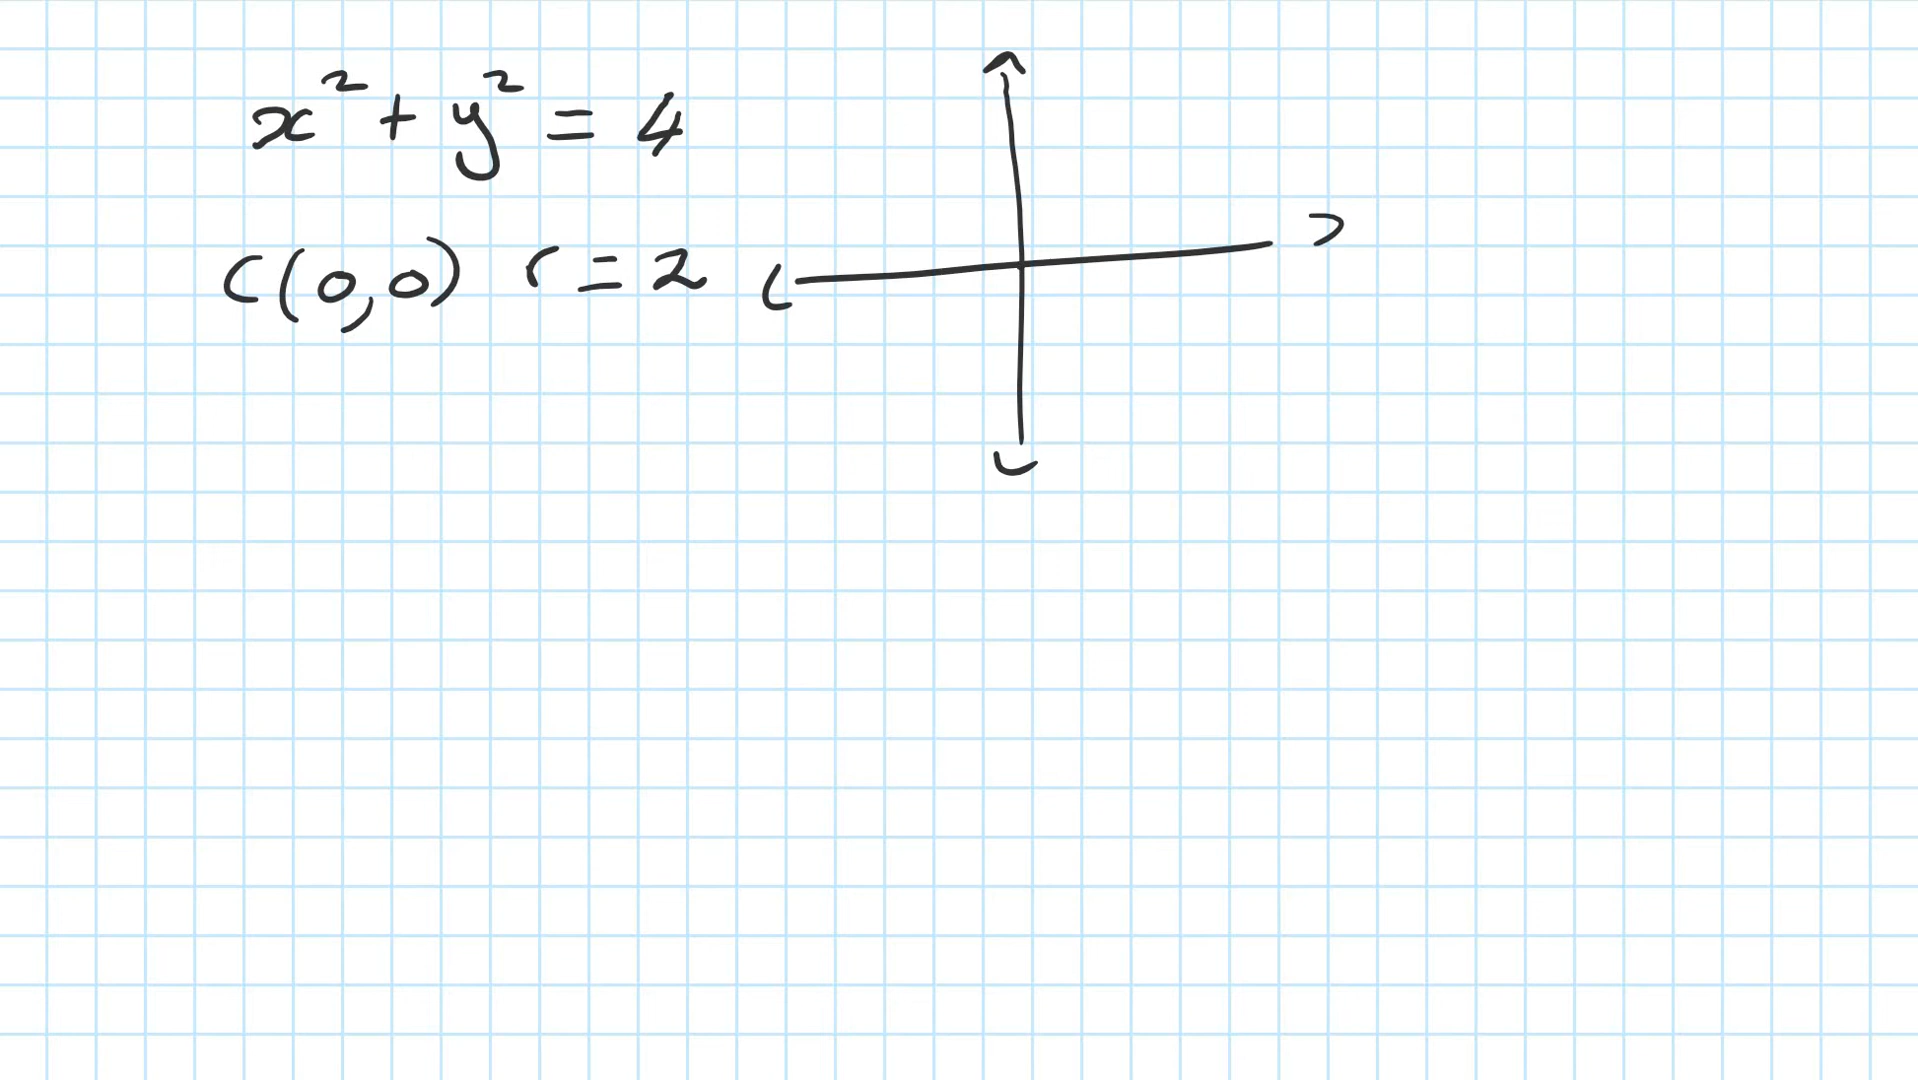 x² + y² = 4
C(0,0) r = 2